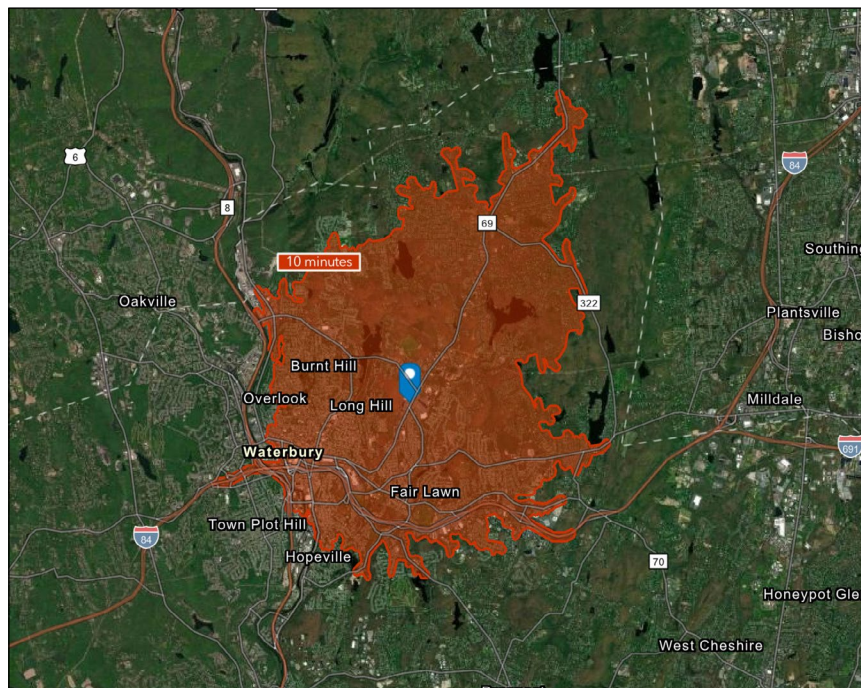 6
84
8
69
10 minutes
Southing
322
Oakville
Plantsville
Bisho
Burnt Hill
Overlook
Long Hill
Milldale
691
Waterbury
Fair Lawn
Town Plot Hill
84
Hopeville
70
Honeypot Gle
West Cheshire